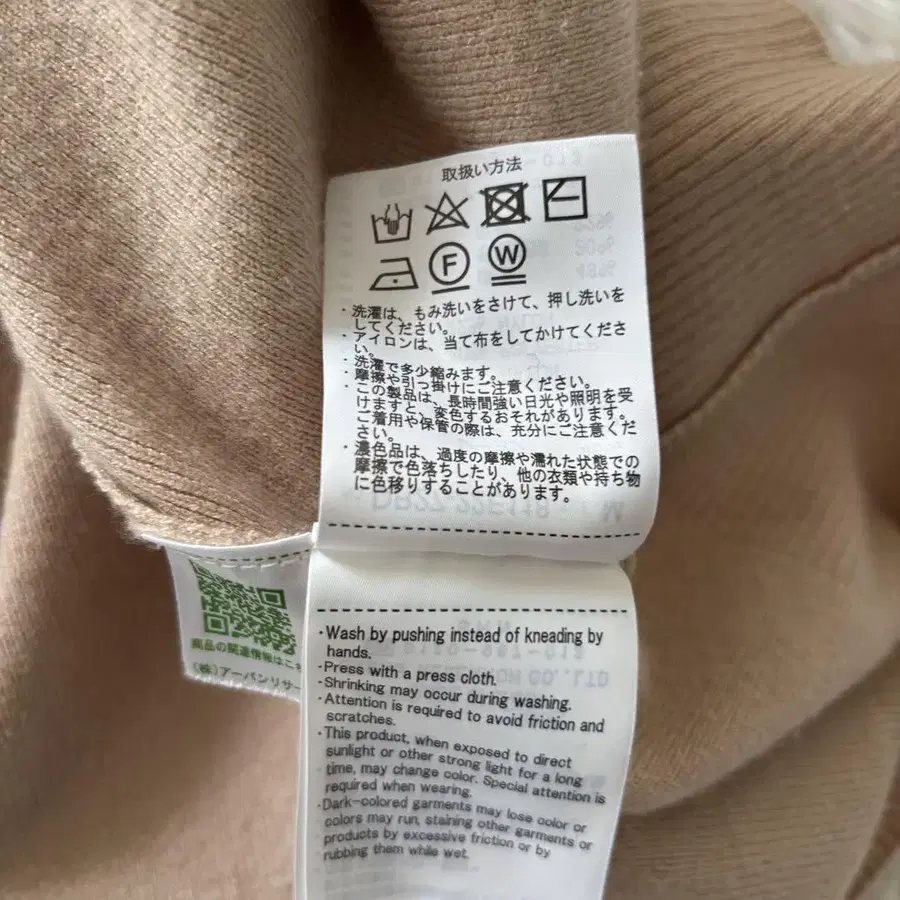 取扱い方法
F
W
・洗濯は、もみ洗いをさけて、押し洗いを
してください。
・アイロンは、当て布をしてかけてくださ
い。
・洗濯で多少縮みます。
・摩擦や引っ掛けにご注意ください。
・この製品は、長時間強い日光や照明を受
けますと、変色するおそれがあります。
ご着用や保管の際は、充分にご注意くだ
さい。
・濃色品は、過度の摩擦や濡れた状態での
摩擦で色落ちしたり、他の衣類や持ち物
に色移りすることがあります。
商品の関連情報はこち
(株)アーバンリサー
・Wash by pushing instead of kneading by
hands.
・Press with a press cloth.
・Shrinking may occur during washing.
・Attention is required to avoid friction and
scratches.
・This product, when exposed to direct
sunlight or other strong light for a long
time, may change color. Special attention is
required when wearing.
・Dark-colored garments may lose color or
colors may run, staining other garments or
products by excessive friction or by
rubbing them while wet.